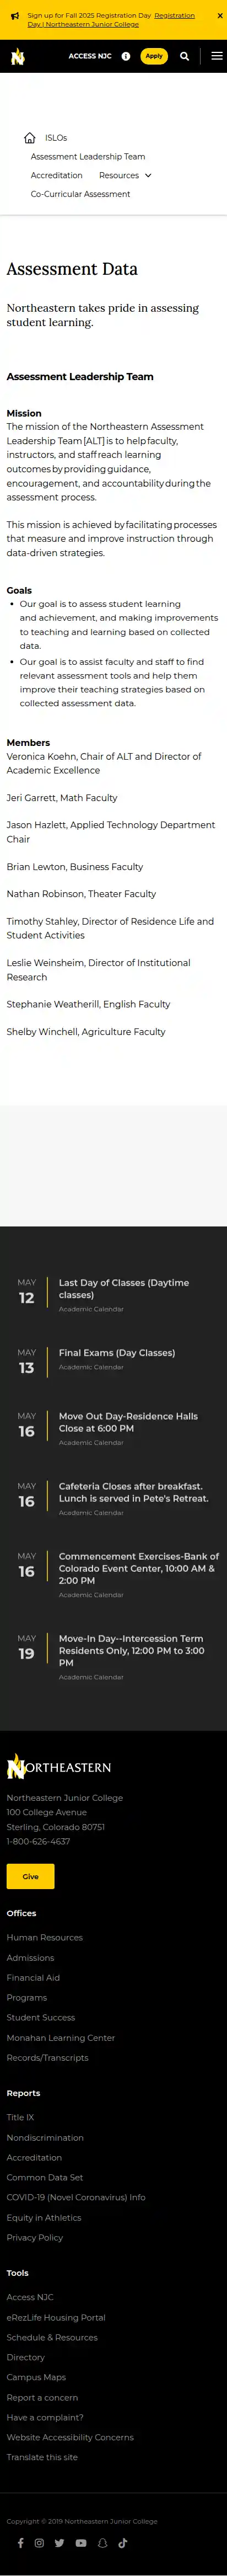 Sign up for Fall 2025 Registration Day Registration
Day | Northeastern Junior College
×
N
ACCESS NJC
Apply
ISLOs
Assessment Leadership Team
Accreditation
Resources
Co-Curricular Assessment
Assessment Data
Northeastern takes pride in assessing
student learning.
Assessment Leadership Team
Mission
The mission of the Northeastern Assessment
Leadership Team [ALT] is to help faculty,
instructors, and staff reach learning
outcomes by providing guidance,
encouragement, and accountability during the
assessment process.
This mission is achieved by facilitating processes
that measure and improve instruction through
data-driven strategies.
Goals
• Our goal is to assess student learning
and achievement, and making improvements
to teaching and learning based on collected
data.
• Our goal is to assist faculty and staff to find
relevant assessment tools and help them
improve their teaching strategies based on
collected assessment data.
Members
Veronica Koehn, Chair of ALT and Director of
Academic Excellence
Jeri Garrett, Math Faculty
Jason Hazlett, Applied Technology Department
Chair
Brian Lewton, Business Faculty
Nathan Robinson, Theater Faculty
Timothy Stahley, Director of Residence Life and
Student Activities
Leslie Weinsheim, Director of Institutional
Research
Stephanie Weatherill, English Faculty
Shelby Winchell, Agriculture Faculty
MAY
12
Last Day of Classes (Daytime
classes)
Academic Calendar
MAY
13
Final Exams (Day Classes)
Academic Calendar
MAY
16
Move Out Day-Residence Halls
Close at 6:00 PM
Academic Calendar
MAY
16
Cafeteria Closes after breakfast.
Lunch is served in Pete's Retreat.
Academic Calendar
MAY
16
Commencement Exercises-Bank of
Colorado Event Center, 10:00 AM &
2:00 PM
Academic Calendar
MAY
19
Move-In Day--Intercession Term
Residents Only, 12:00 PM to 3:00
PM
Academic Calendar
NORTHEASTERN
Northeastern Junior College
100 College Avenue
Sterling, Colorado 80751
1-800-626-4637
Give
Offices
Human Resources
Admissions
Financial Aid
Programs
Student Success
Monahan Learning Center
Records/Transcripts
Reports
Title IX
Nondiscrimination
Accreditation
Common Data Set
COVID-19 (Novel Coronavirus) Info
Equity in Athletics
Privacy Policy
Tools
Access NJC
eRezLife Housing Portal
Schedule & Resources
Directory
Campus Maps
Report a concern
Have a complaint?
Website Accessibility Concerns
Translate this site
Copyright © 2019 Northeastern Junior College